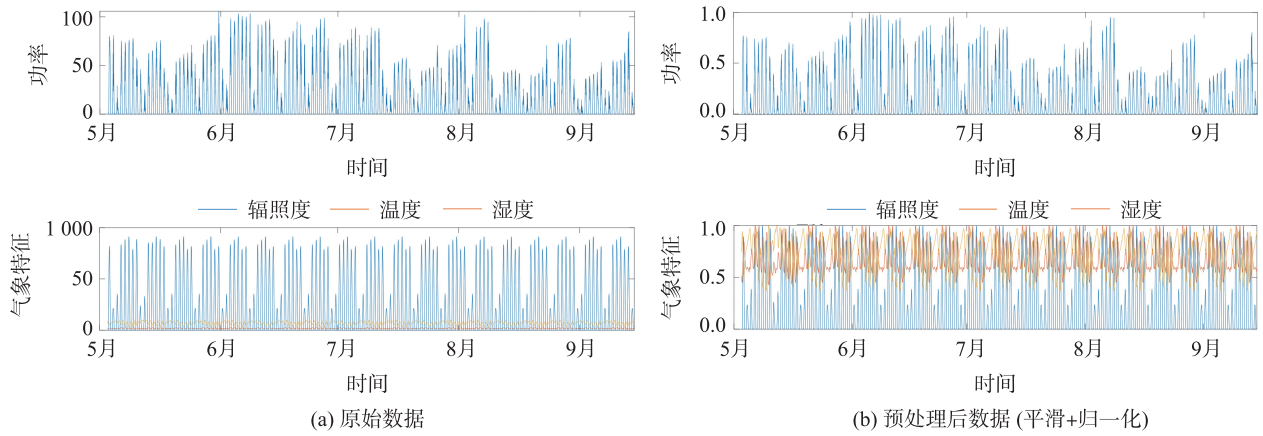 功率
100
50
0
5月 6月 7月 8月 9月
时间
功率
1.0
0.5
0.0
5月 6月 7月 8月 9月
时间
辐照度 温度 湿度
气象特征
1 000
50
0
5月 6月 7月 8月 9月
时间
(a) 原始数据
辐照度 温度 湿度
气象特征
1.0
0.5
0.0
5月 6月 7月 8月 9月
时间
(b) 预处理后数据 (平滑+归一化)